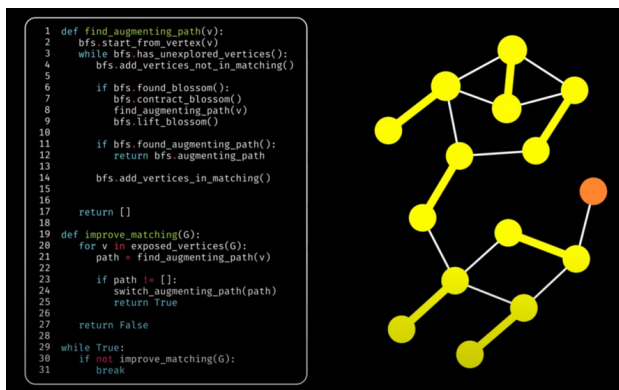 1 def find_augmenting_path(v):
2 bfs.start_from_vertex(v)
3 while bfs.has_unexplored_vertices():
4 bfs.add_vertices_not_in_matching()
5
6 if bfs.found_blossom():
7 bfs.contract_blossom()
8 find_augmenting_path(v)
9 bfs.lift_blossom()
10
11 if bfs.found_augmenting_path():
12 return bfs.augmenting_path
13
14 bfs.add_vertices_in_matching()
15
16
17 return []
18
19 def improve_matching(G):
20 for v in exposed_vertices(G):
21 path = find_augmenting_path(v)
22
23 if path != []:
24 switch_augmenting_path(path)
25 return True
26
27 return False
28
29 while True:
30 if not improve_matching(G):
31 break